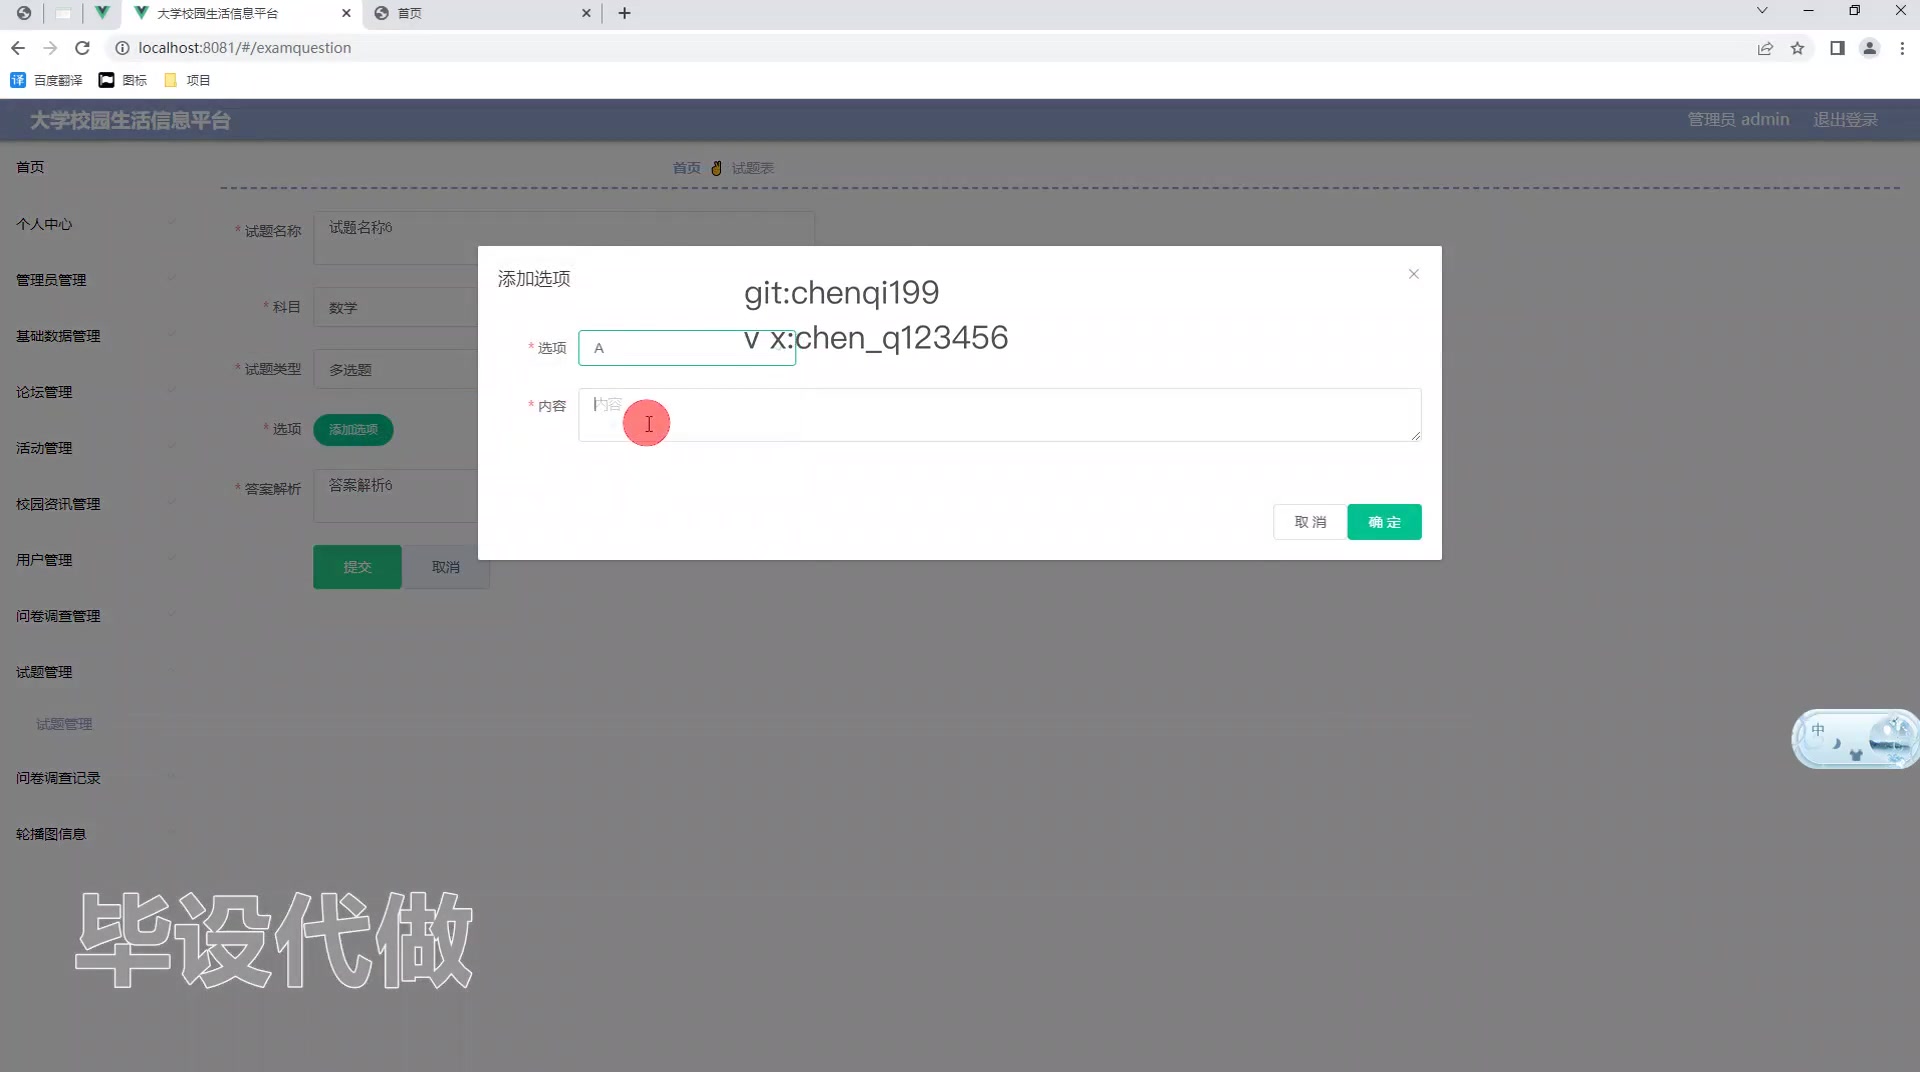 大学校园生活信息平台
首页
localhost:8081/#/examquestion
百度翻译
图标
项目
大学校园生活信息平台
管理员 admin
退出登录
首页
首页
试题表
个人中心
管理员管理
基础数据管理
论坛管理
活动管理
校园资讯管理
用户管理
问卷调查管理
试题管理
试题管理
问卷调查记录
轮播图信息
* 试题名称
试题名称6
* 科目
数学
* 试题类型
多选题
* 选项
添加选项
* 答案解析
答案解析6
提交
取消
添加选项
git:chenqi199
v x:chen_q123456
* 选项
A
* 内容
内容
取消
确定
中
毕设代做